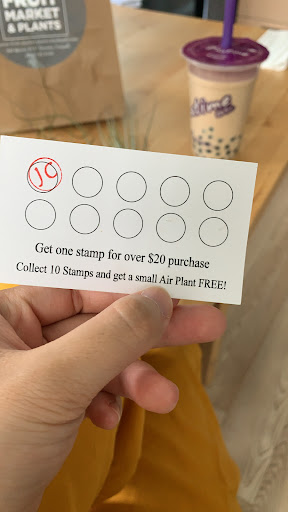 FRUIT
MARKET
& PLANTS
JC
Get one stamp for over $20 purchase
Collect 10 Stamps and get a small Air Plant FREE!